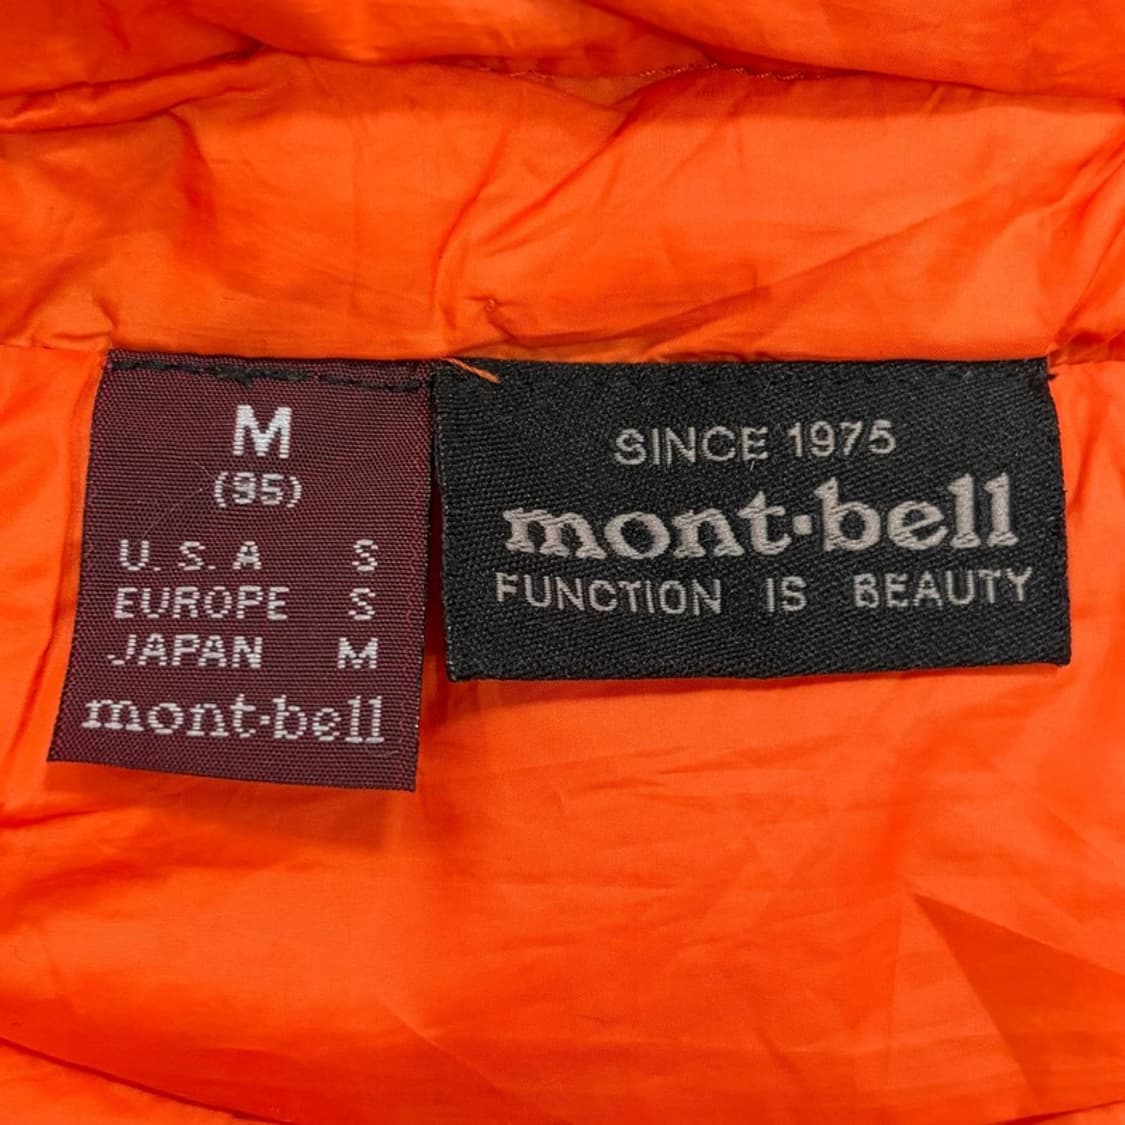 M
(95)
U.S.A S
EUROPE S
JAPAN M
mont-bell
SINCE 1975
mont-bell
FUNCTION IS BEAUTY